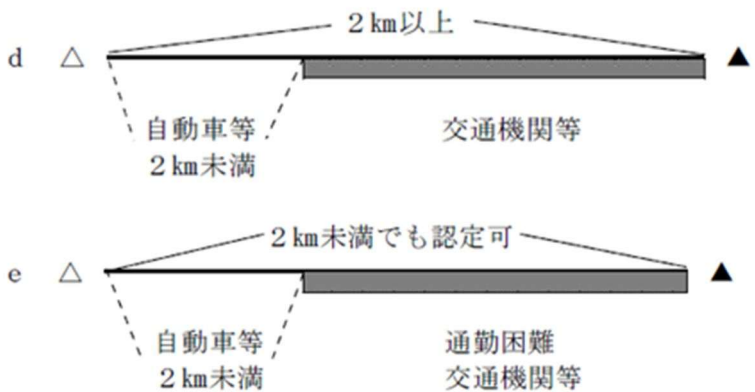 2km以上
d △ ▲
自動車等 交通機関等
2km未満
2km未満でも認定可
e △ ▲
自動車等 通勤困難
2km未満 交通機関等